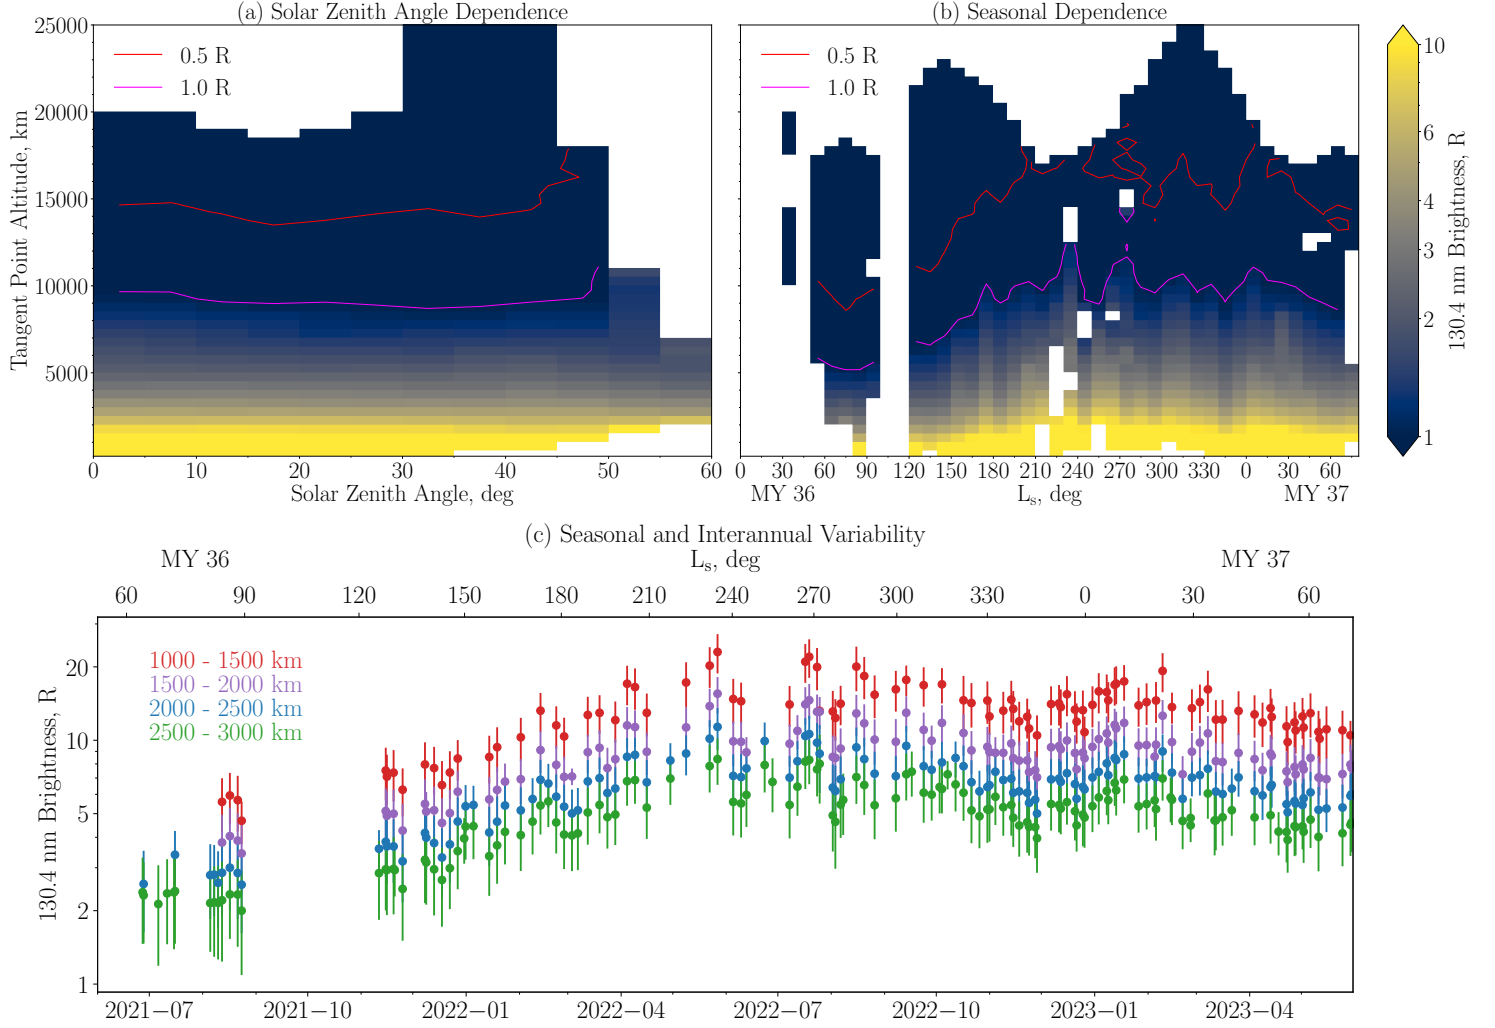 (a) Solar Zenith Angle Dependence
(b) Seasonal Dependence
25000
20000
15000
10000
5000
Tangent Point Altitude, km
0.5 R
1.0 R
0 10 20 30 40 50 60
Solar Zenith Angle, deg
0.5 R
1.0 R
0 30 60 90 120 150 180 210 240 270 300 330 0 30 60
MY 36 Ls, deg MY 37
10
6
4
3
2
1
130.4 nm Brightness, R
(c) Seasonal and Interannual Variability
MY 36 Ls, deg MY 37
60 90 120 150 180 210 240 270 300 330 0 30 60
20
10
5
2
1
130.4 nm Brightness, R
1000 - 1500 km
1500 - 2000 km
2000 - 2500 km
2500 - 3000 km
2021−07 2021−10 2022−01 2022−04 2022−07 2022−10 2023−01 2023−04